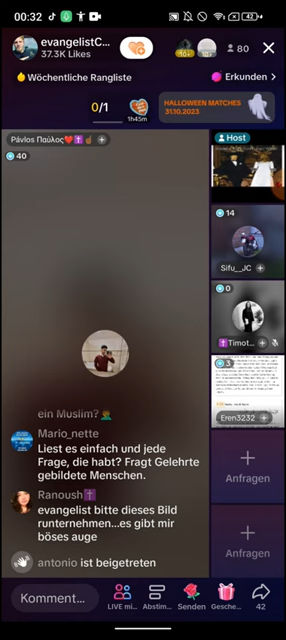 00:32
42
evangelistC...
37.3K Likes
80
Wöchentliche Rangliste
Erkunden >
0/1
1h45m
HALLOWEEN MATCHES
31.10.2023
Pávlos Παύλος
40
Host
14
Sifu__JC
0
Timot...
3
Eren3232
Anfragen
Anfragen
ein Muslim?
Mario_nette
Liest es einfach und jede
Frage, die habt? Fragt Gelehrte
gebildete Menschen.
Ranoush
evangelist bitte dieses Bild
runternehmen...es gibt mir
böses auge
antonio ist beigetreten
Komment...
LIVE mi...
Abstim...
Senden
Gesche...
42